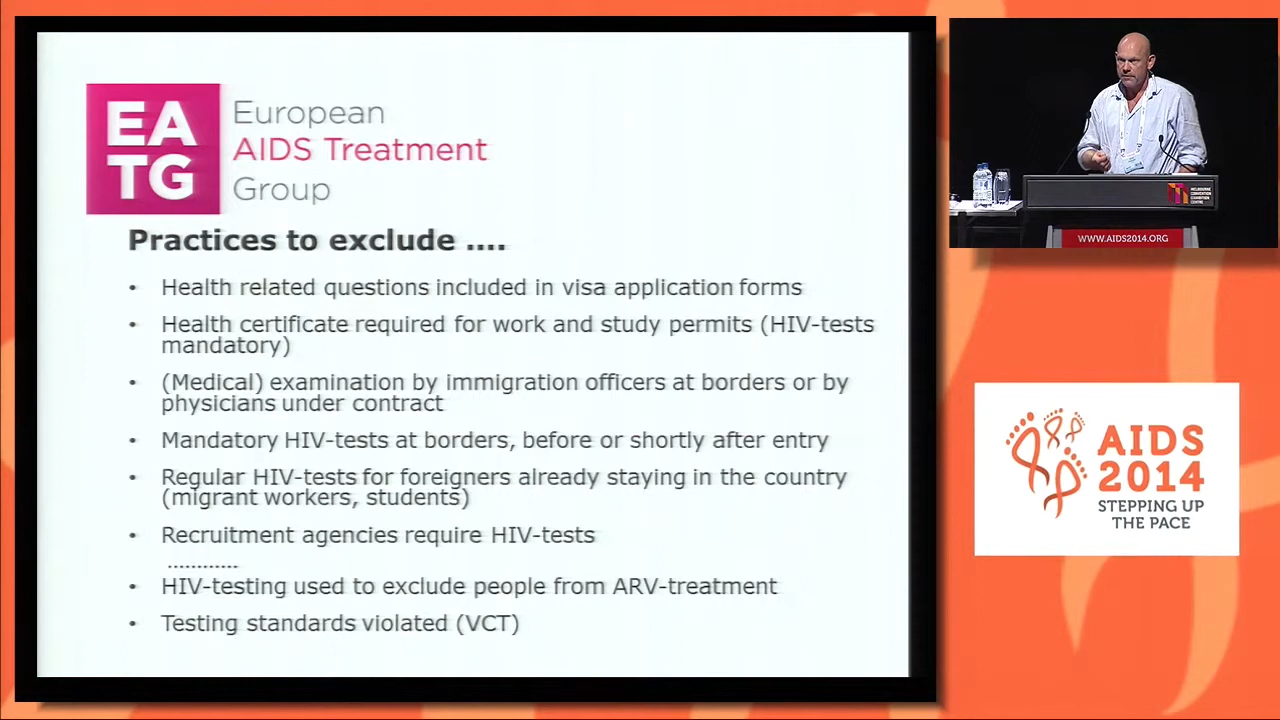 EA
TG
European
AIDS Treatment
Group
Practices to exclude ....
• Health related questions included in visa application forms
• Health certificate required for work and study permits (HIV-tests
mandatory)
• (Medical) examination by immigration officers at borders or by
physicians under contract
• Mandatory HIV-tests at borders, before or shortly after entry
• Regular HIV-tests for foreigners already staying in the country
(migrant workers, students)
• Recruitment agencies require HIV-tests
............
• HIV-testing used to exclude people from ARV-treatment
• Testing standards violated (VCT)
MELBOURNE
CONVENTION
EXHIBITION
CENTRE
WWW.AIDS2014.ORG
AIDS
2014
STEPPING UP
THE PACE